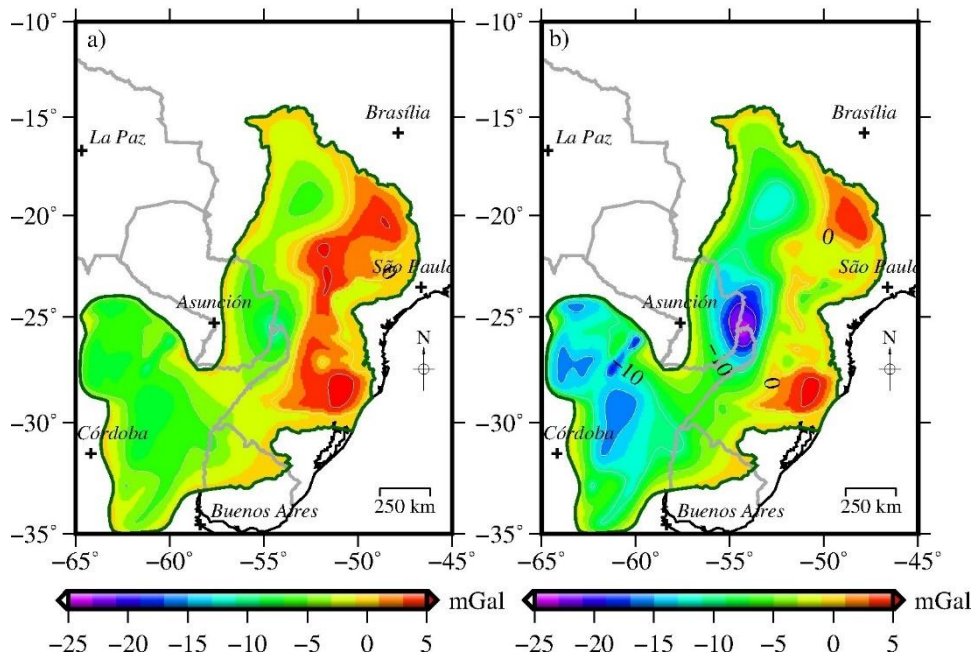 a)
b)
−10°
−15°
−20°
−25°
−30°
−35°
−65° −60° −55° −50° −45°
La Paz
Brasília
São Paulo
Asunción
Córdoba
Buenos Aires
0
N
250 km
−10°
−15°
−20°
−25°
−30°
−35°
−65° −60° −55° −50° −45°
La Paz
Brasília
0
São Paulo
Asunción
N
−10
−10
0
Córdoba
Buenos Aires
250 km
−25 −20 −15 −10 −5 0 5
mGal
−25 −20 −15 −10 −5 0 5
mGal